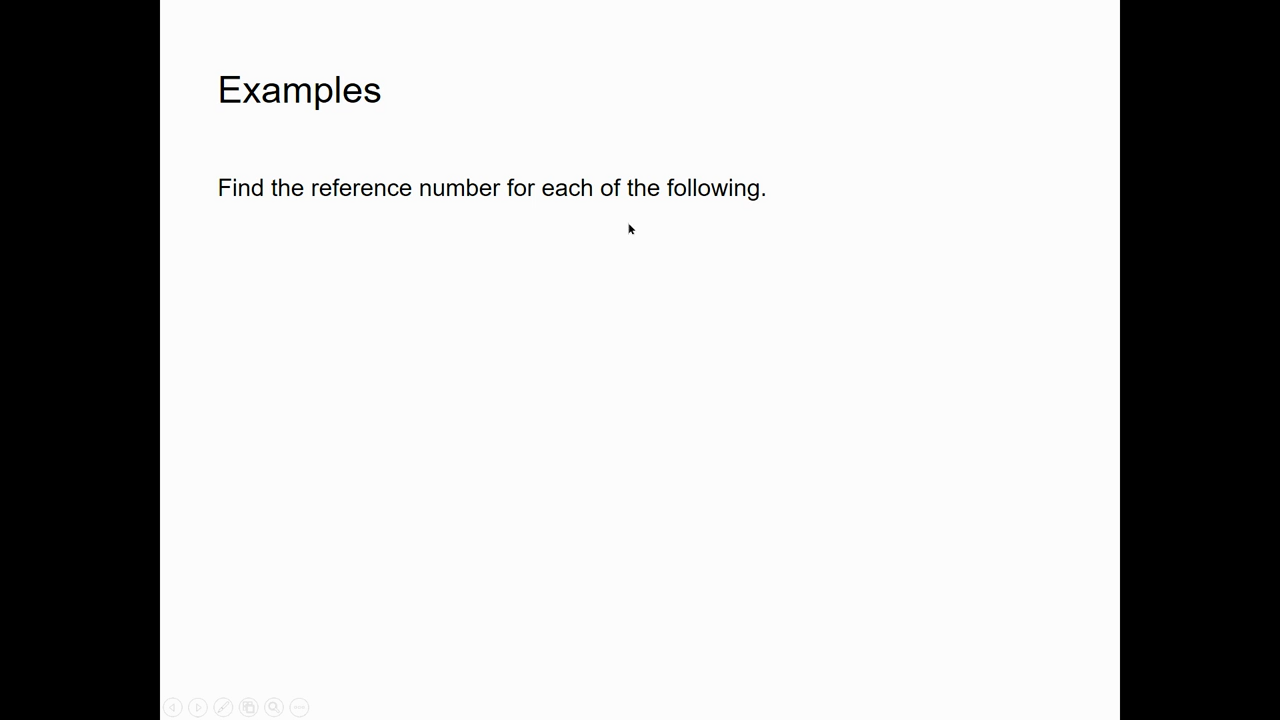 Examples
Find the reference number for each of the following.